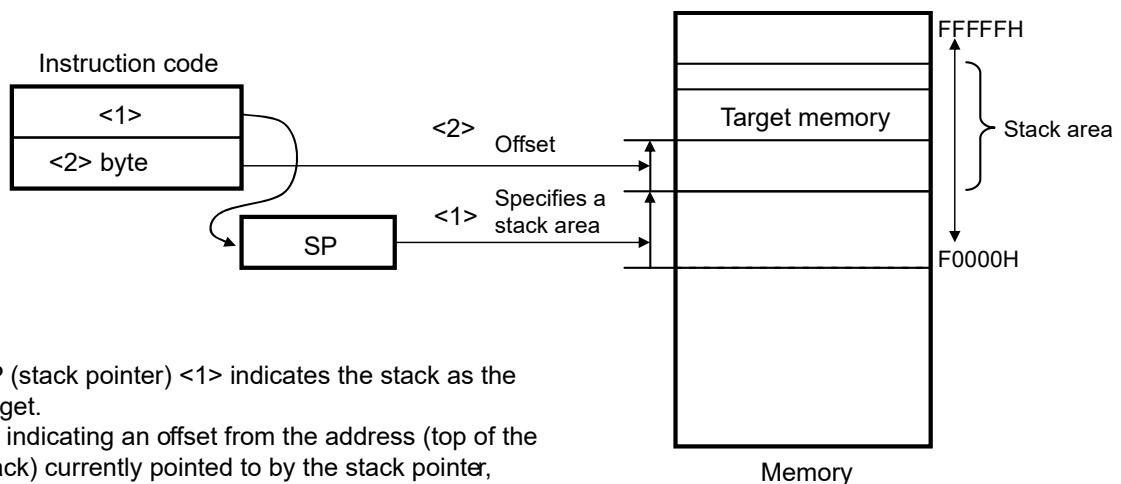 FFFFFH
Instruction code
<1>
<2> byte
<2> Offset
Target memory
Stack area
Specifies a
<1> stack area
SP
F0000H
(stack pointer) <1> indicates the stack as the
get.
indicating an offset from the address (top of the
ack) currently pointed to by the stack pointer,
Memory